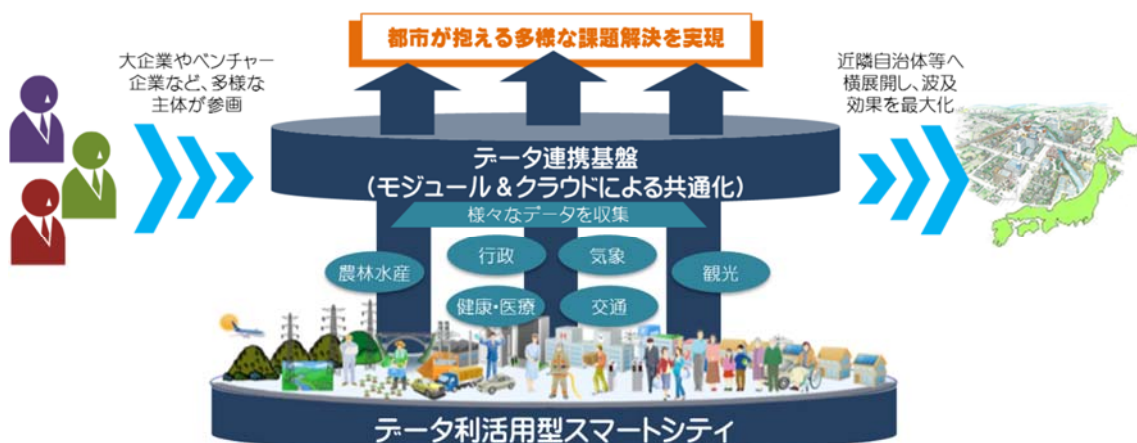 都市が抱える多様な課題解決を実現
大企業やベンチャー
企業など、多様な
主体が参画
近隣自治体等へ
横展開し、波及
効果を最大化
データ連携基盤
(モジュール&クラウドによる共通化)
様々なデータを収集
農林水産
行政
気象
観光
健康・医療
交通
データ利活用型スマートシティ